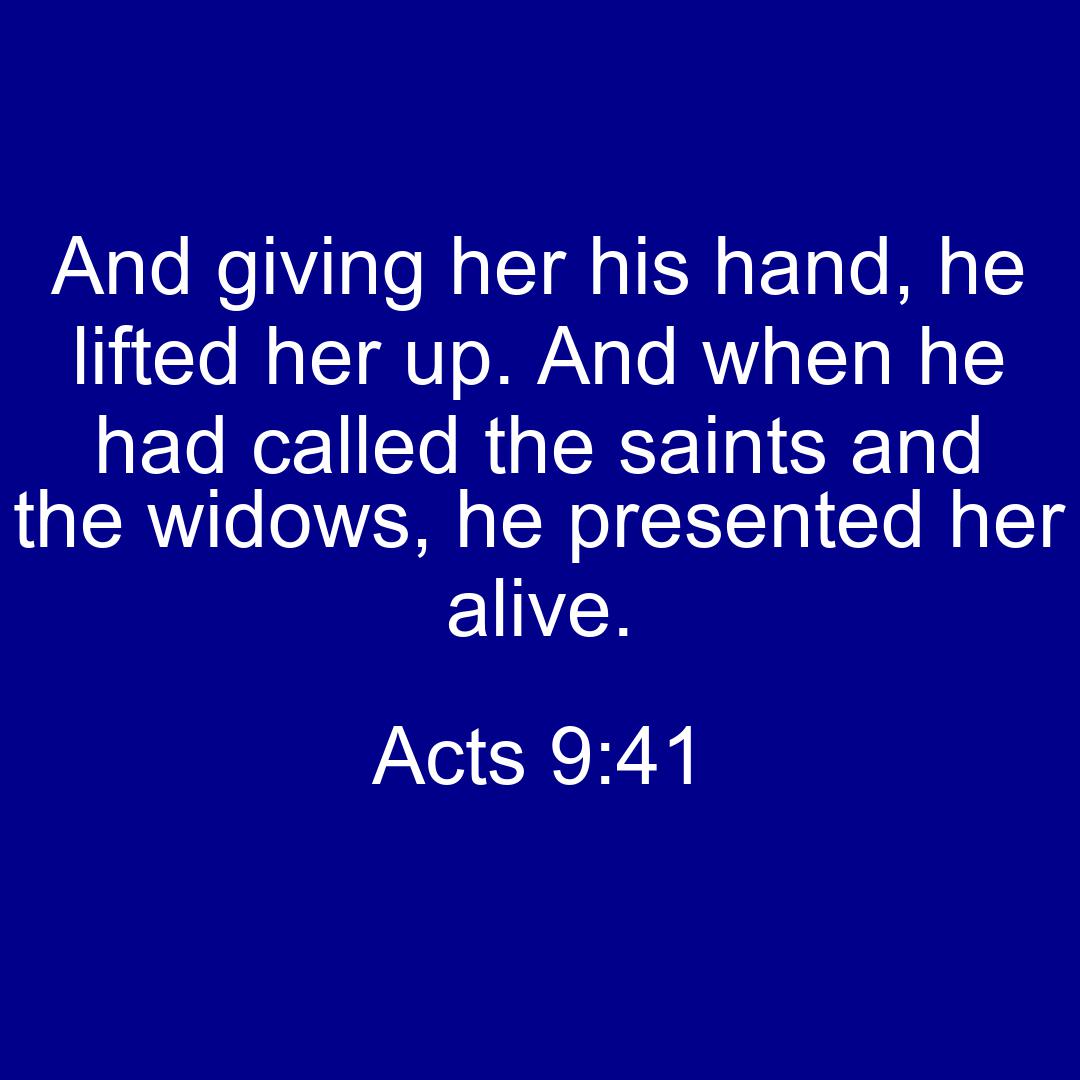 And giving her his hand, he
lifted her up. And when he
had called the saints and
the widows, he presented her
alive.
Acts 9:41